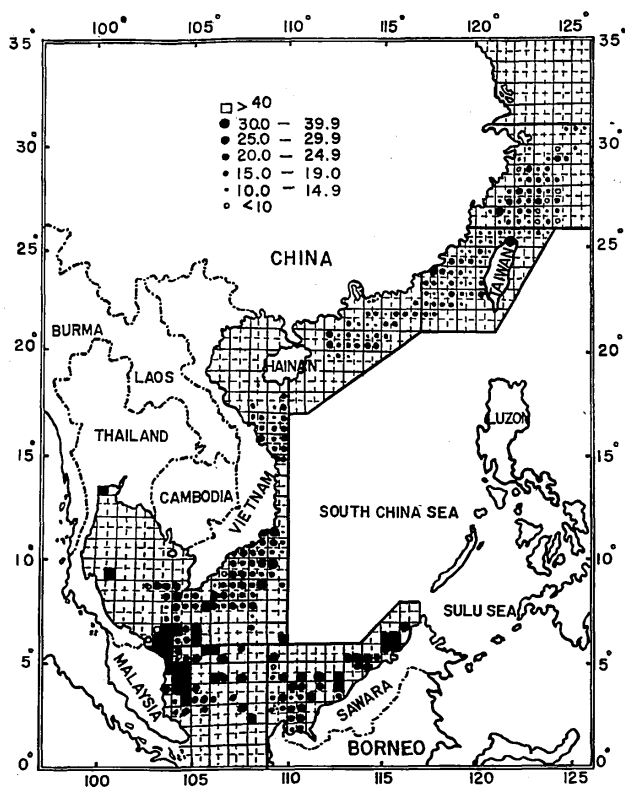 100° 105° 110° 115° 120° 125°
35° 35°
> 40
30.0 – 39.9
25.0 – 29.9
30° 20.0 – 24.9 30°
15.0 – 19.0
10.0 – 14.9
<10
25° CHINA TAIWAN 25°
BURMA
20° LAOS HAINAN 20°
THAILAND LUZON
15° 15°
CAMBODIA VIETNAM SOUTH CHINA SEA
10° 10°
SULU SEA
5° MALAYSIA SAWARA 5°
BORNEO
0° 0°
100 105 110 115 120 125